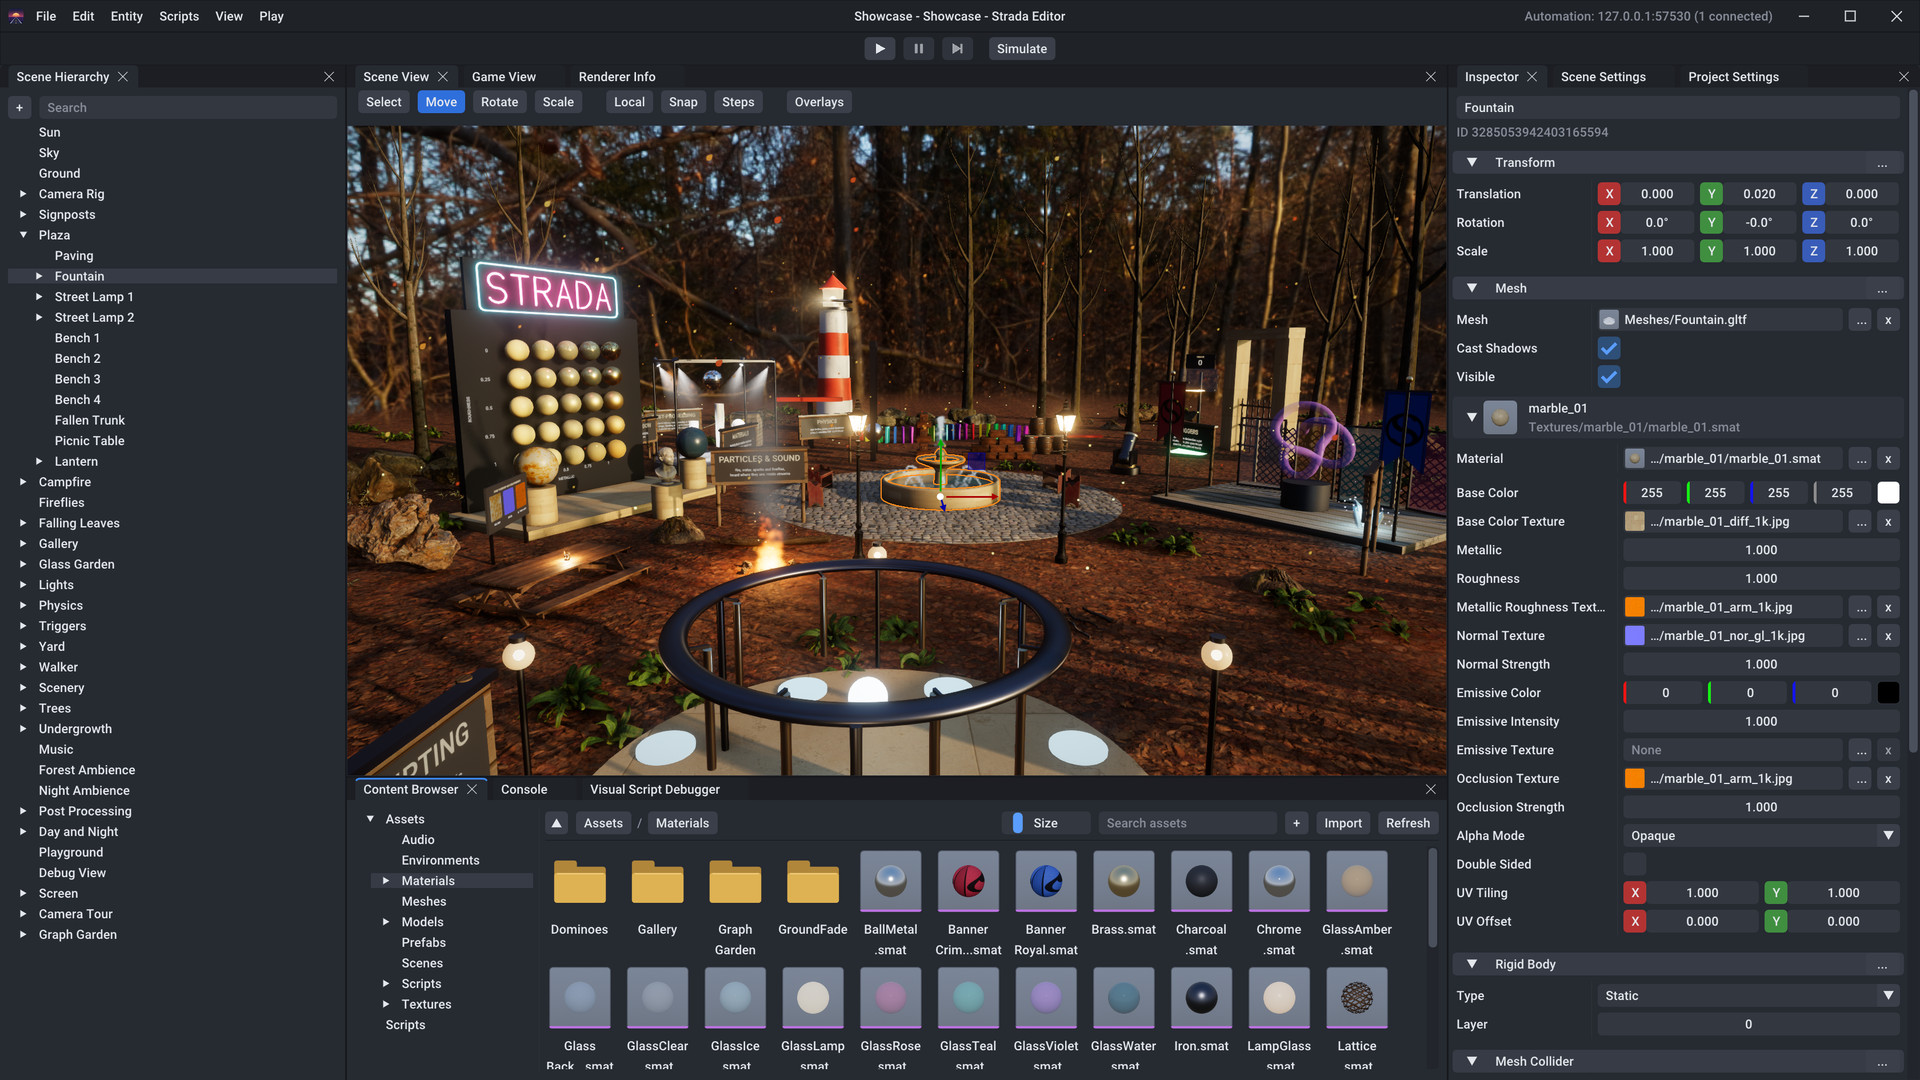 File Edit Entity Scripts View Play
Showcase - Showcase - Strada Editor
Automation: 127.0.0.1:57530 (1 connected)
Simulate
Scene Hierarchy
+ Search
Sun
Sky
Ground
Camera Rig
Signposts
Plaza
Paving
Fountain
Street Lamp 1
Street Lamp 2
Bench 1
Bench 2
Bench 3
Bench 4
Fallen Trunk
Picnic Table
Lantern
Campfire
Fireflies
Falling Leaves
Gallery
Glass Garden
Lights
Physics
Triggers
Yard
Walker
Scenery
Trees
Undergrowth
Music
Forest Ambience
Night Ambience
Post Processing
Day and Night
Playground
Debug View
Screen
Camera Tour
Graph Garden
Scene View Game View Renderer Info
Select Move Rotate Scale Local Snap Steps Overlays
STRADA
PHYSICS
PARTICLES & SOUND
PTING
Content Browser Console Visual Script Debugger
Assets
Audio
Environments
Materials
Meshes
Models
Prefabs
Scenes
Scripts
Textures
Scripts
Assets / Materials
Size Search assets + Import Refresh
Dominoes
Gallery
Graph
Garden
GroundFade
BallMetal
.smat
Banner
Crim...smat
Banner
Royal.smat
Brass.smat
Charcoal
.smat
Chrome
.smat
GlassAmber
.smat
Glass
Back...smat
GlassClear
.smat
GlassIce
.smat
GlassLamp
.smat
GlassRose
.smat
GlassTeal
.smat
GlassViolet
.smat
GlassWater
.smat
Iron.smat
LampGlass
.smat
Lattice
.smat
Inspector Scene Settings Project Settings
Fountain
ID 3285053942403165594
Transform ...
Translation X 0.000 Y 0.020 Z 0.000
Rotation X 0.0° Y -0.0° Z 0.0°
Scale X 1.000 Y 1.000 Z 1.000
Mesh ...
Mesh Meshes/Fountain.gltf ... x
Cast Shadows
Visible
marble_01
Textures/marble_01/marble_01.smat
Material .../marble_01/marble_01.smat ... x
Base Color 255 255 255 255
Base Color Texture .../marble_01_diff_1k.jpg ... x
Metallic 1.000
Roughness 1.000
Metallic Roughness Text... .../marble_01_arm_1k.jpg ... x
Normal Texture .../marble_01_nor_gl_1k.jpg ... x
Normal Strength 1.000
Emissive Color 0 0 0
Emissive Intensity 1.000
Emissive Texture None ... x
Occlusion Texture .../marble_01_arm_1k.jpg ... x
Occlusion Strength 1.000
Alpha Mode Opaque
Double Sided
UV Tiling X 1.000 Y 1.000
UV Offset X 0.000 Y 0.000
Rigid Body ...
Type Static
Layer 0
Mesh Collider ...